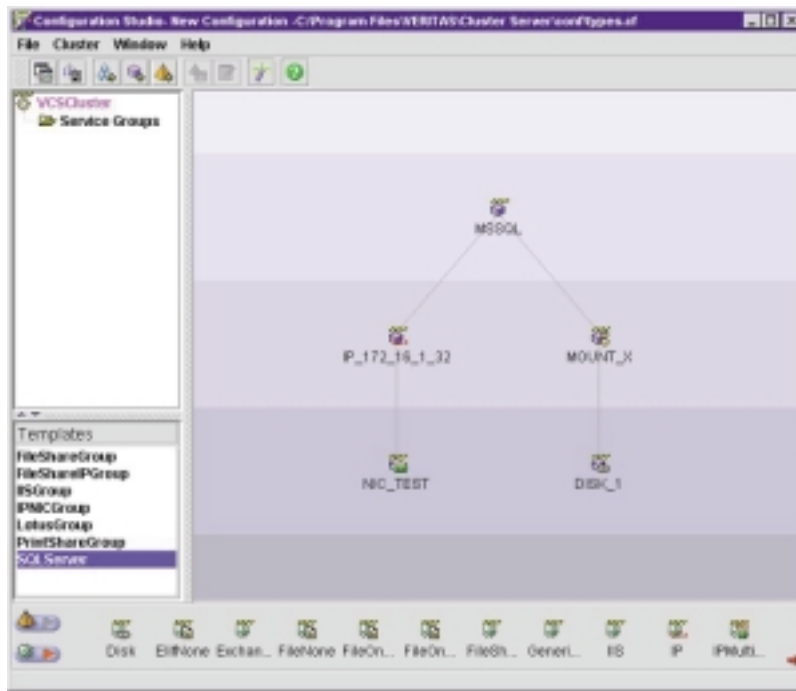 Configuration Studio- New Configuration -C:/Program Files\VERITAS\Cluster Server\conf\types.cf
File Cluster Window Help
VCSCluster
Service Groups
MSSQL
IP_172_16_1_32
MOUNT_X
NIC_TEST
DISK_1
Templates
FileShareGroup
FileShareIPGroup
IISGroup
IPNICGroup
LotusGroup
PrintShareGroup
SQLServer
Disk ElifNone Exchan... FileNone FileOn... FileOn... FileSh... Generi... IIS IP IPMulti...